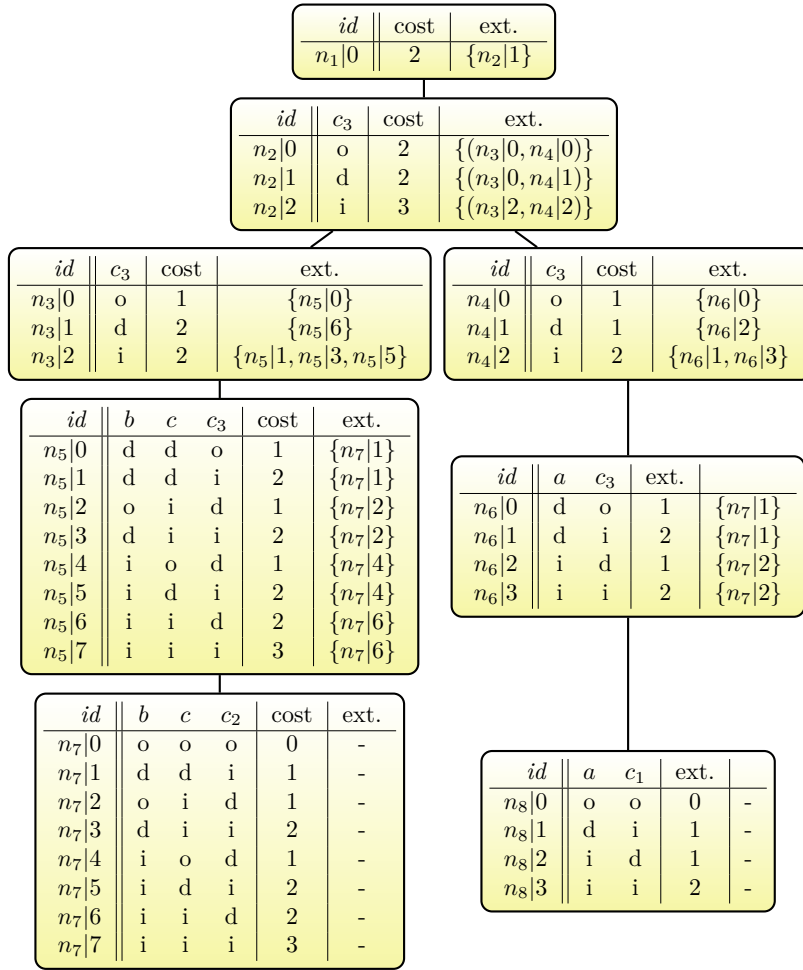 id cost ext.
n₁|0 2 {n₂|1}
id c₃ cost ext.
n₂|0 o 2 {(n₃|0, n₄|0)}
n₂|1 d 2 {(n₃|0, n₄|1)}
n₂|2 i 3 {(n₃|2, n₄|2)}
id c₃ cost ext.
n₃|0 o 1 {n₅|0}
n₃|1 d 2 {n₅|6}
n₃|2 i 2 {n₅|1, n₅|3, n₅|5}
id c₃ cost ext.
n₄|0 o 1 {n₆|0}
n₄|1 d 1 {n₆|2}
n₄|2 i 2 {n₆|1, n₆|3}
id b c c₃ cost ext.
n₅|0 d d o 1 {n₇|1}
n₅|1 d d i 2 {n₇|1}
n₅|2 o i d 1 {n₇|2}
n₅|3 d i i 2 {n₇|2}
n₅|4 i o d 1 {n₇|4}
n₅|5 i d i 2 {n₇|4}
n₅|6 i i d 2 {n₇|6}
n₅|7 i i i 3 {n₇|6}
id a c₃ ext.
n₆|0 d o 1 {n₇|1}
n₆|1 d i 2 {n₇|1}
n₆|2 i d 1 {n₇|2}
n₆|3 i i 2 {n₇|2}
id b c c₂ cost ext.
n₇|0 o o o 0 -
n₇|1 d d i 1 -
n₇|2 o i d 1 -
n₇|3 d i i 2 -
n₇|4 i o d 1 -
n₇|5 i d i 2 -
n₇|6 i i d 2 -
n₇|7 i i i 3 -
id a c₁ ext.
n₈|0 o o 0 -
n₈|1 d i 1 -
n₈|2 i d 1 -
n₈|3 i i 2 -